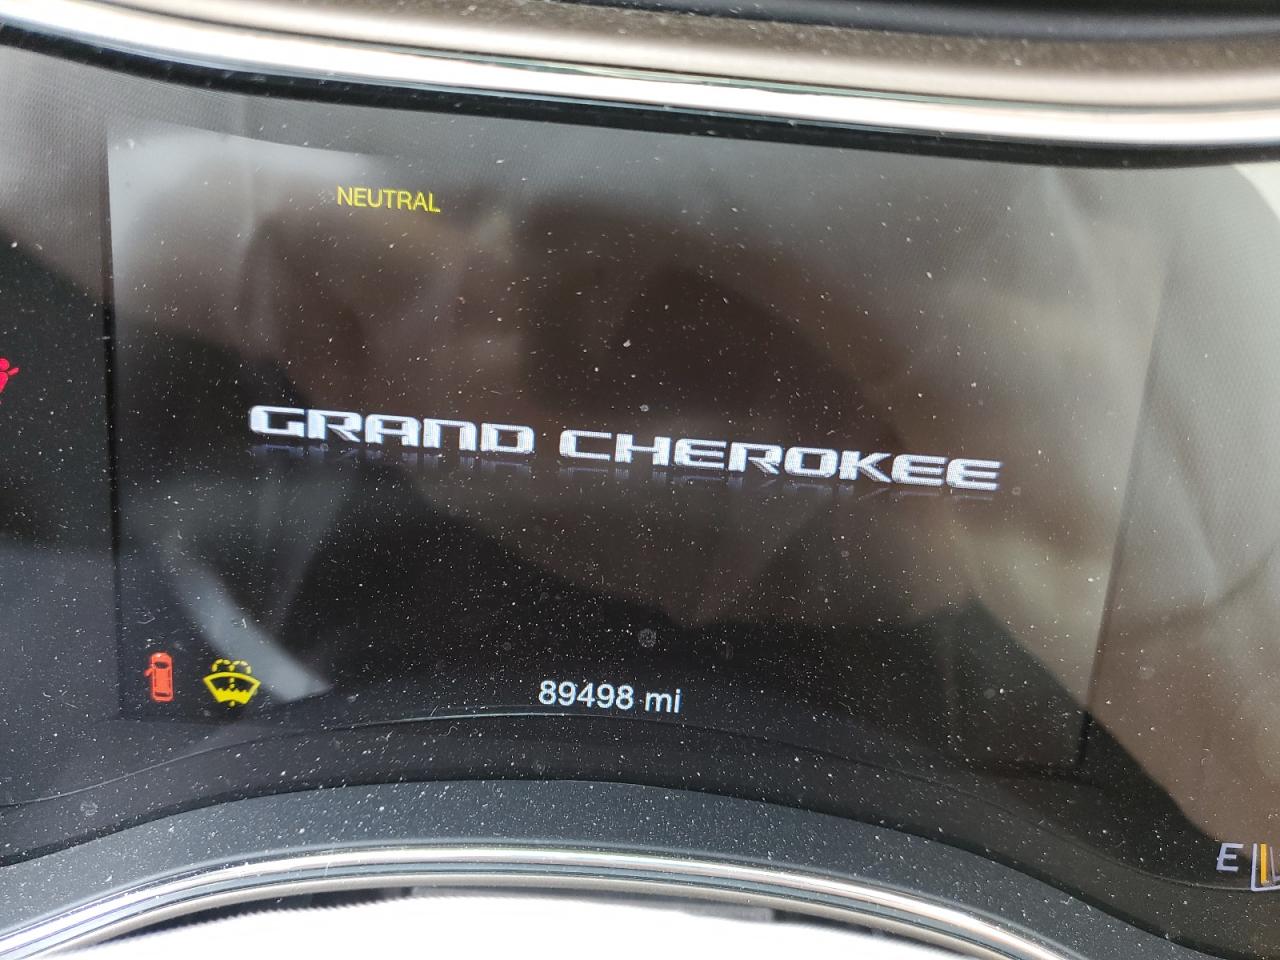 NEUTRAL
GRAND CHEROKEE
89498 mi
E